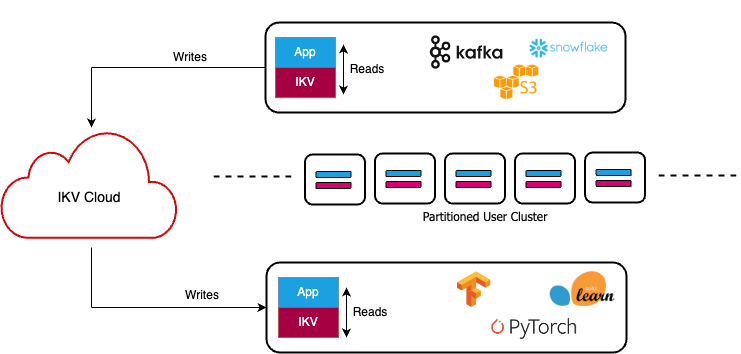 Writes
App
IKV
Reads
kafka
snowflake
S3
IKV Cloud
Partitioned User Cluster
Writes
App
IKV
Reads
scikit
learn
PyTorch